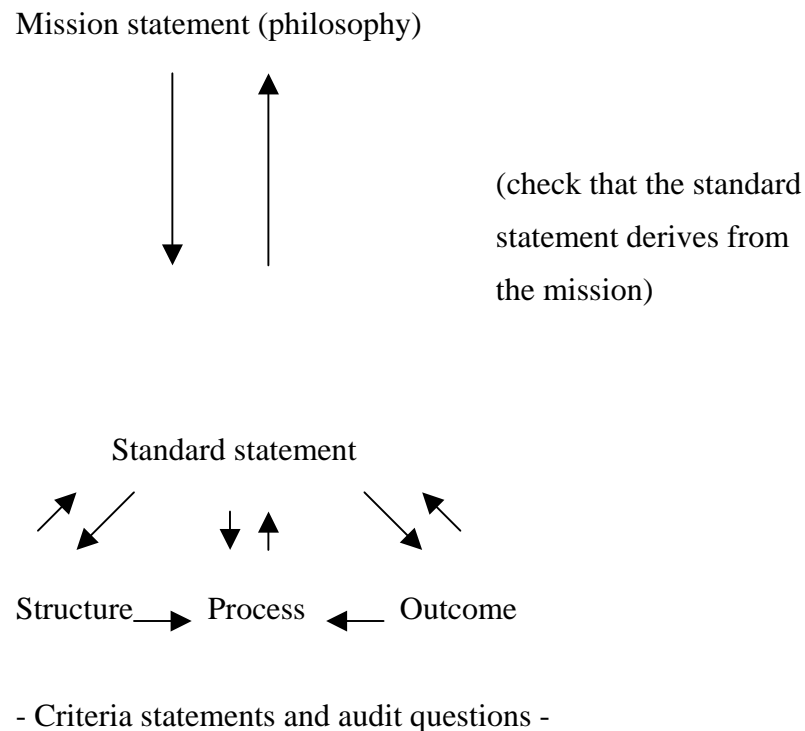 Mission statement (philosophy)
(check that the standard
statement derives from
the mission)
Standard statement
Structure Process Outcome
- Criteria statements and audit questions -